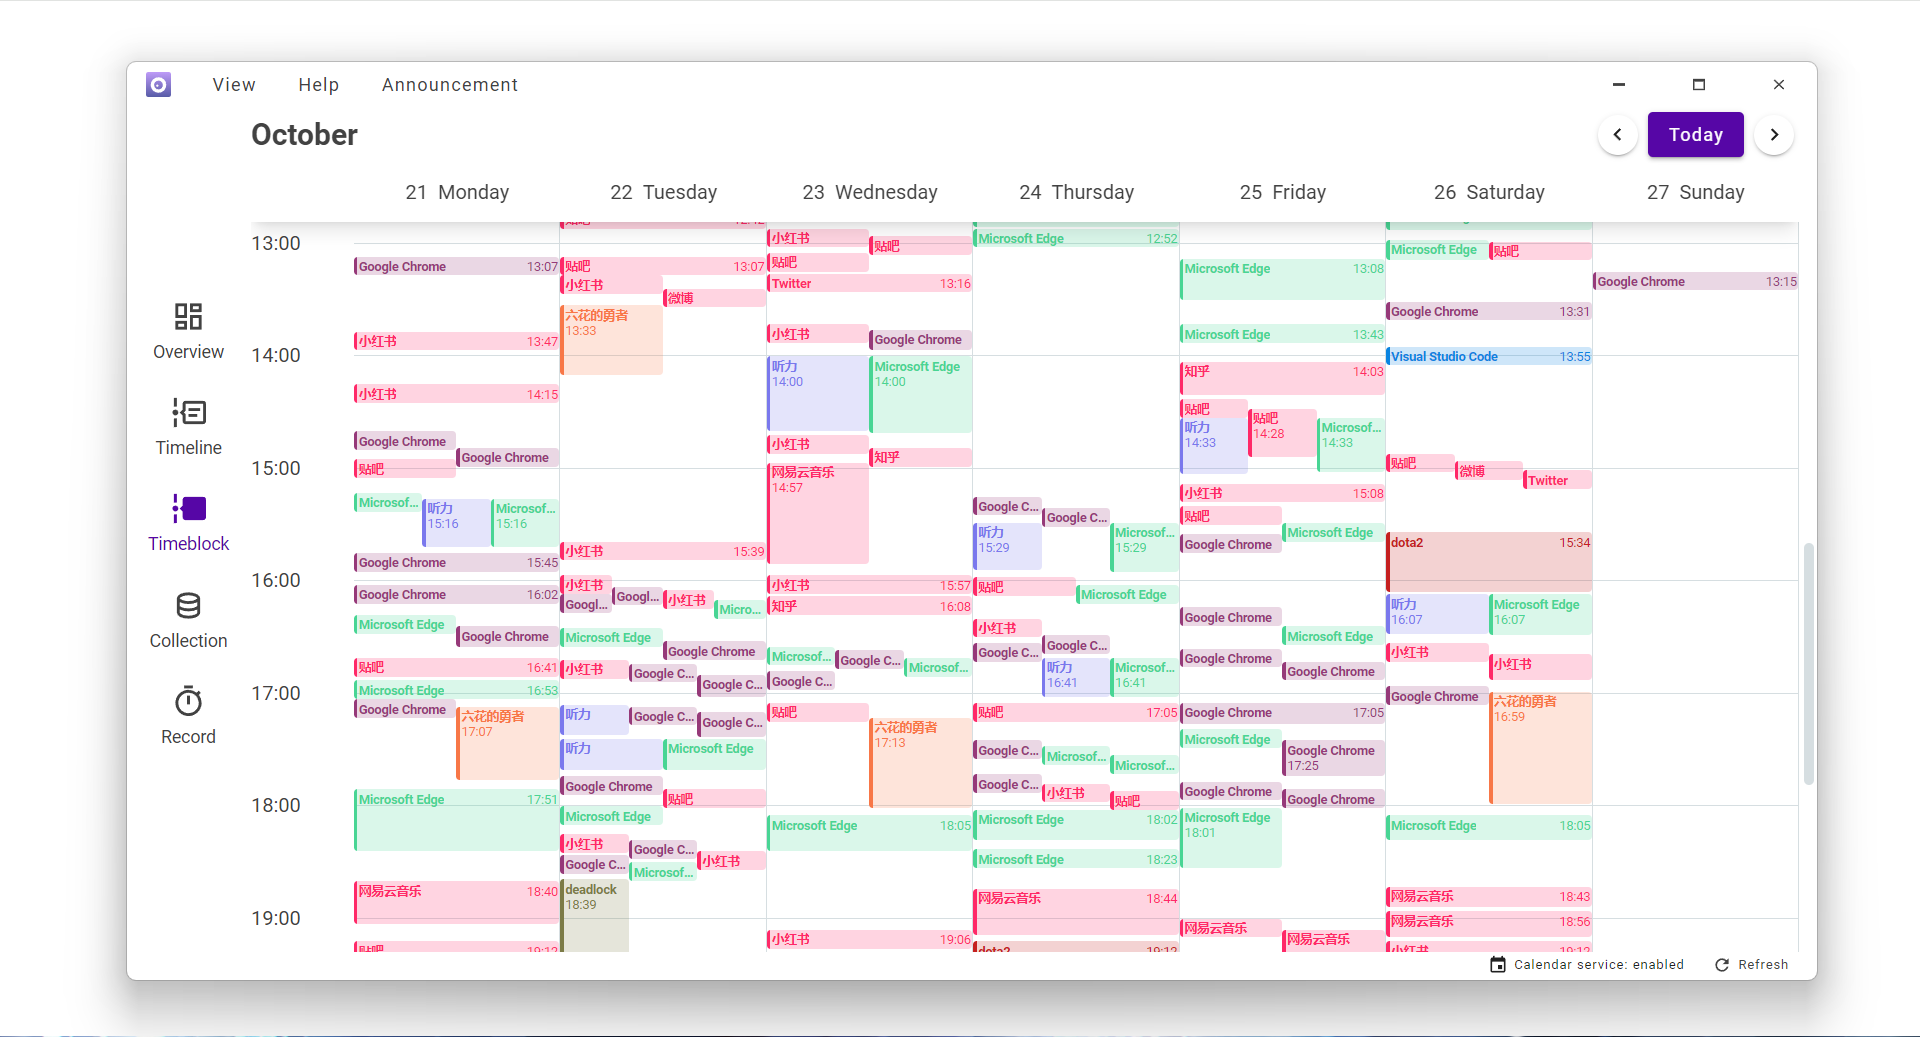 View Help Announcement
October
Today
21 Monday
22 Tuesday
23 Wednesday
24 Thursday
25 Friday
26 Saturday
27 Sunday
Overview
Timeline
Timeblock
Collection
Record
13:00
14:00
15:00
16:00
17:00
18:00
19:00
Google Chrome 13:07
小红书 13:47
小红书 14:15
Google Chrome
Google Chrome
贴吧
Microsof...
听力
15:16
Microsof...
15:16
Google Chrome 15:45
Google Chrome 16:02
Microsoft Edge
Google Chrome
贴吧 16:41
Microsoft Edge 16:53
Google Chrome
六花的勇者
17:07
Microsoft Edge 17:51
网易云音乐 18:40
贴吧 19:12
贴吧 12:42
贴吧 13:07
小红书
微博
六花的勇者
13:33
小红书 15:39
小红书
Googl...
Googl...
小红书
Micro...
Microsoft Edge
Google Chrome
小红书
Google C...
Google C...
听力
Google C...
Google C...
听力
Microsoft Edge
Google Chrome
贴吧
Microsoft Edge
小红书
Google C...
小红书
Google C...
Microsof...
deadlock
18:39
小红书
贴吧
贴吧
Twitter 13:16
小红书
Google Chrome
听力
14:00
Microsoft Edge
14:00
小红书
知乎
网易云音乐
14:57
小红书 15:57
知乎 16:08
Microsof...
Google C...
Microsof...
Google C...
贴吧
六花的勇者
17:13
Microsoft Edge 18:05
小红书 19:06
Microsoft Edge 12:52
Google C...
Google C...
听力
15:29
Microsof...
15:29
贴吧
Microsoft Edge
小红书
Google C...
Google C...
听力
16:41
Microsof...
16:41
贴吧 17:05
Google C...
Microsof...
Microsof...
Google C...
小红书
贴吧
Microsoft Edge 18:02
Microsoft Edge 18:23
网易云音乐 18:44
dota2 19:12
Microsoft Edge 13:08
Microsoft Edge 13:43
知乎 14:03
贴吧
贴吧
14:28
听力
14:33
Microsof...
14:33
小红书 15:08
贴吧
Microsoft Edge
Google Chrome
Google Chrome
Microsoft Edge
Google Chrome
Google Chrome
Google Chrome 17:05
Microsoft Edge
Google Chrome
17:25
Google Chrome
Google Chrome
Microsoft Edge
18:01
网易云音乐
网易云音乐
Microsoft Edge
贴吧
Google Chrome 13:31
Visual Studio Code 13:55
贴吧
微博
Twitter
dota2 15:34
听力
16:07
Microsoft Edge
16:07
小红书
小红书
Google Chrome
六花的勇者
16:59
Microsoft Edge 18:05
网易云音乐 18:43
网易云音乐 18:56
小红书 19:12
Google Chrome 13:15
Calendar service: enabled
Refresh